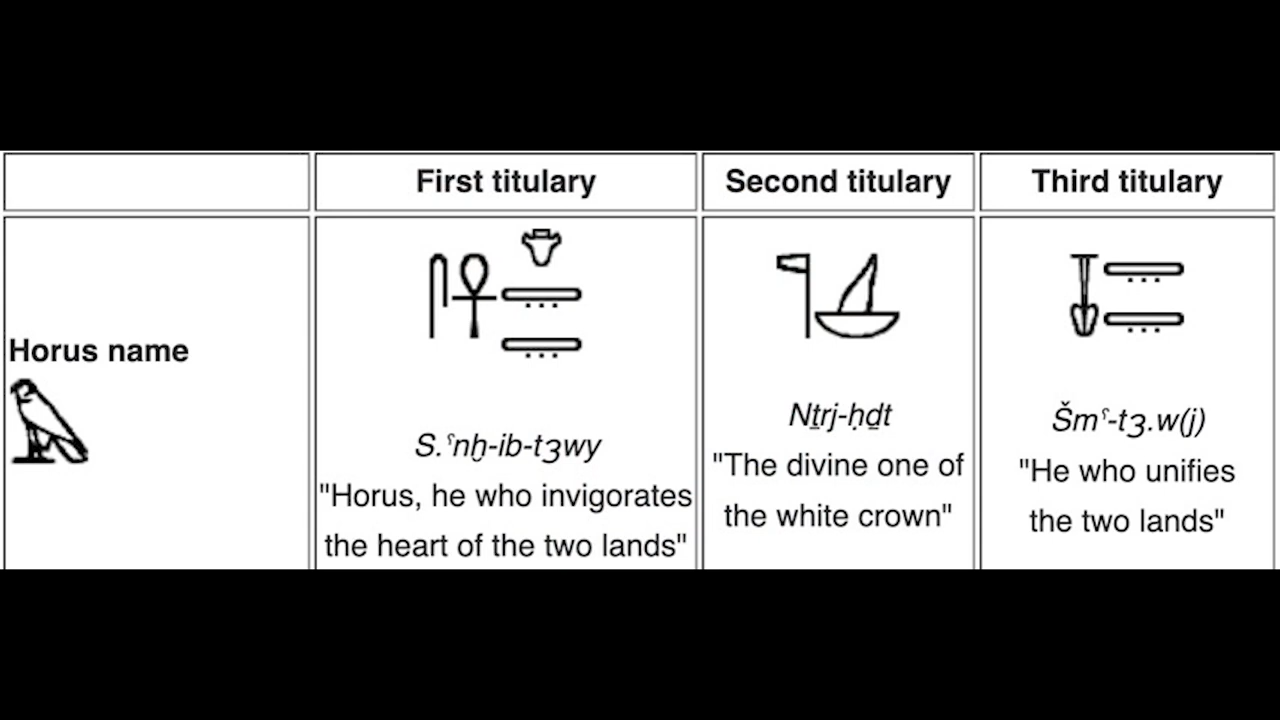 First titulary
Second titulary
Third titulary
Horus name
S.ꜥnḫ-ib-tꜣwy
"Horus, he who invigorates
the heart of the two lands"
Nṯrj-ḥḏt
"The divine one of
the white crown"
Šmꜥ-tꜣ.w(j)
"He who unifies
the two lands"